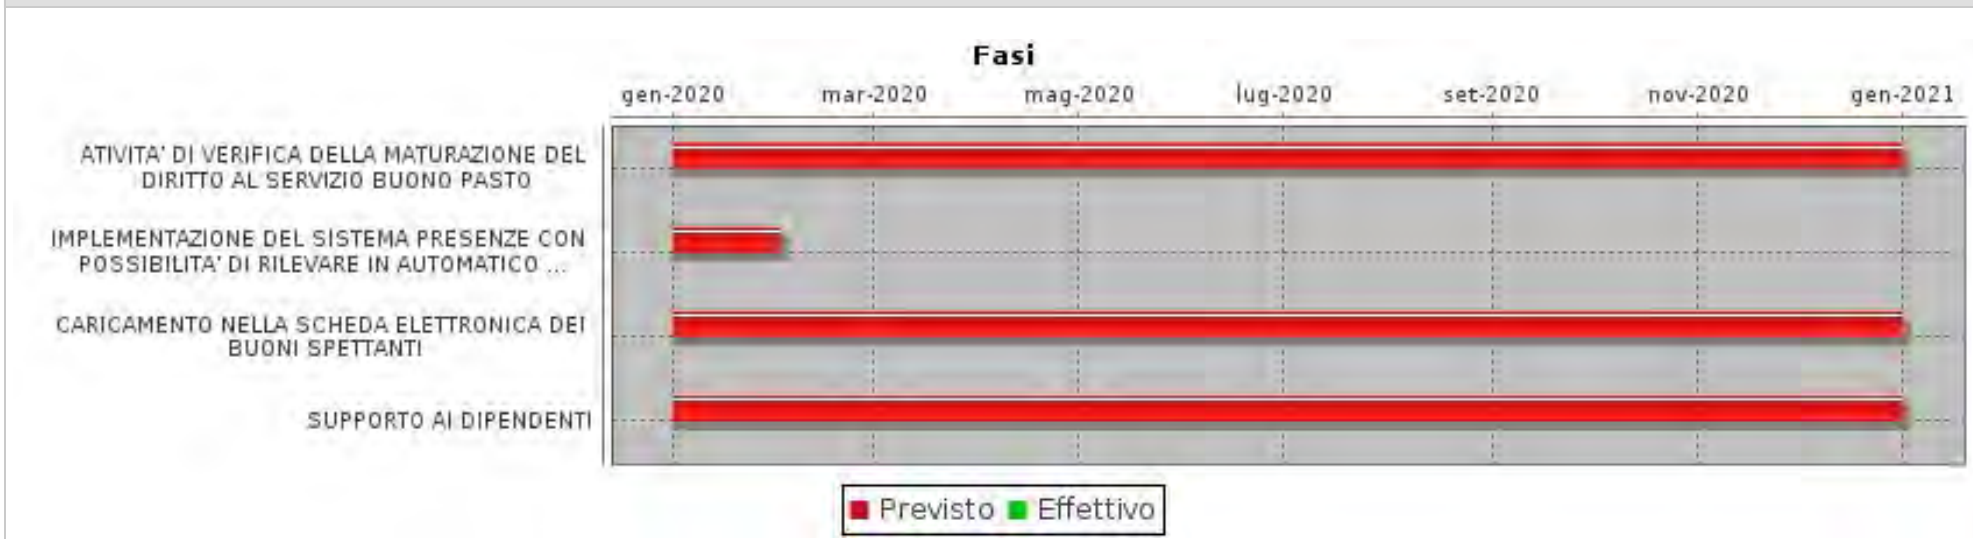 Fasi
gen-2020 mar-2020 mag-2020 lug-2020 set-2020 nov-2020 gen-2021
ATIVITA' DI VERIFICA DELLA MATURAZIONE DEL
DIRITTO AL SERVIZIO BUONO PASTO
IMPLEMENTAZIONE DEL SISTEMA PRESENZE CON
POSSIBILITA' DI RILEVARE IN AUTOMATICO ...
CARICAMENTO NELLA SCHEDA ELETTRONICA DEI
BUONI SPETTANTI
SUPPORTO AI DIPENDENTI
Previsto Effettivo